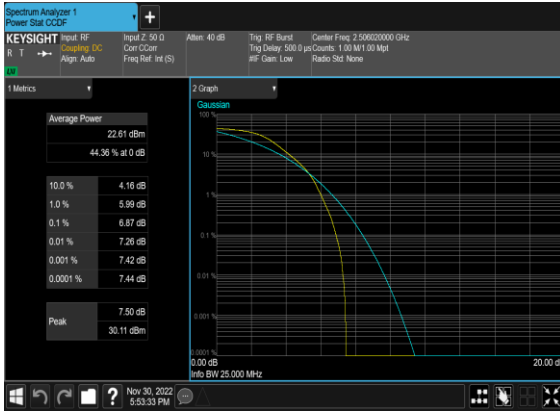 Spectrum Analyzer 1
Power Stat CCDF
+
KEYSIGHT
R T
LXI
Input: RF
Coupling: DC
Align: Auto
Input Z: 50 Ω
Corr CCorr
Freq Ref: Int (S)
Atten: 40 dB
Trig: RF Burst
Trig Delay: 500.0 µs
#IF Gain: Low
Center Freq: 2.506020000 GHz
Counts: 1.00 M/1.00 Mpt
Radio Std: None
1 Metrics
Average Power
22.61 dBm
44.36 % at 0 dB
10.0 % 4.16 dB
1.0 % 5.99 dB
0.1 % 6.87 dB
0.01 % 7.26 dB
0.001 % 7.42 dB
0.0001 % 7.44 dB
Peak
7.50 dB
30.11 dBm
2 Graph
Gaussian
100 %
10 %
1 %
0.1 %
0.01 %
0.001 %
0.0001 %
0.00 dB
20.00 d
Info BW 25.000 MHz
?
Nov 30, 2022
5:53:33 PM